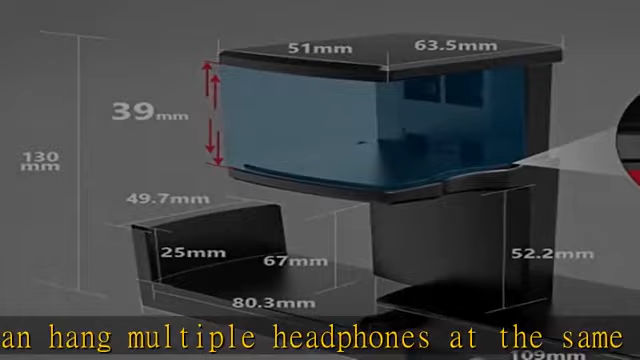 51mm
63.5mm
39mm
130
mm
49.7mm
25mm
67mm
52.2mm
80.3mm
an hang multiple headphones at the same
109mm